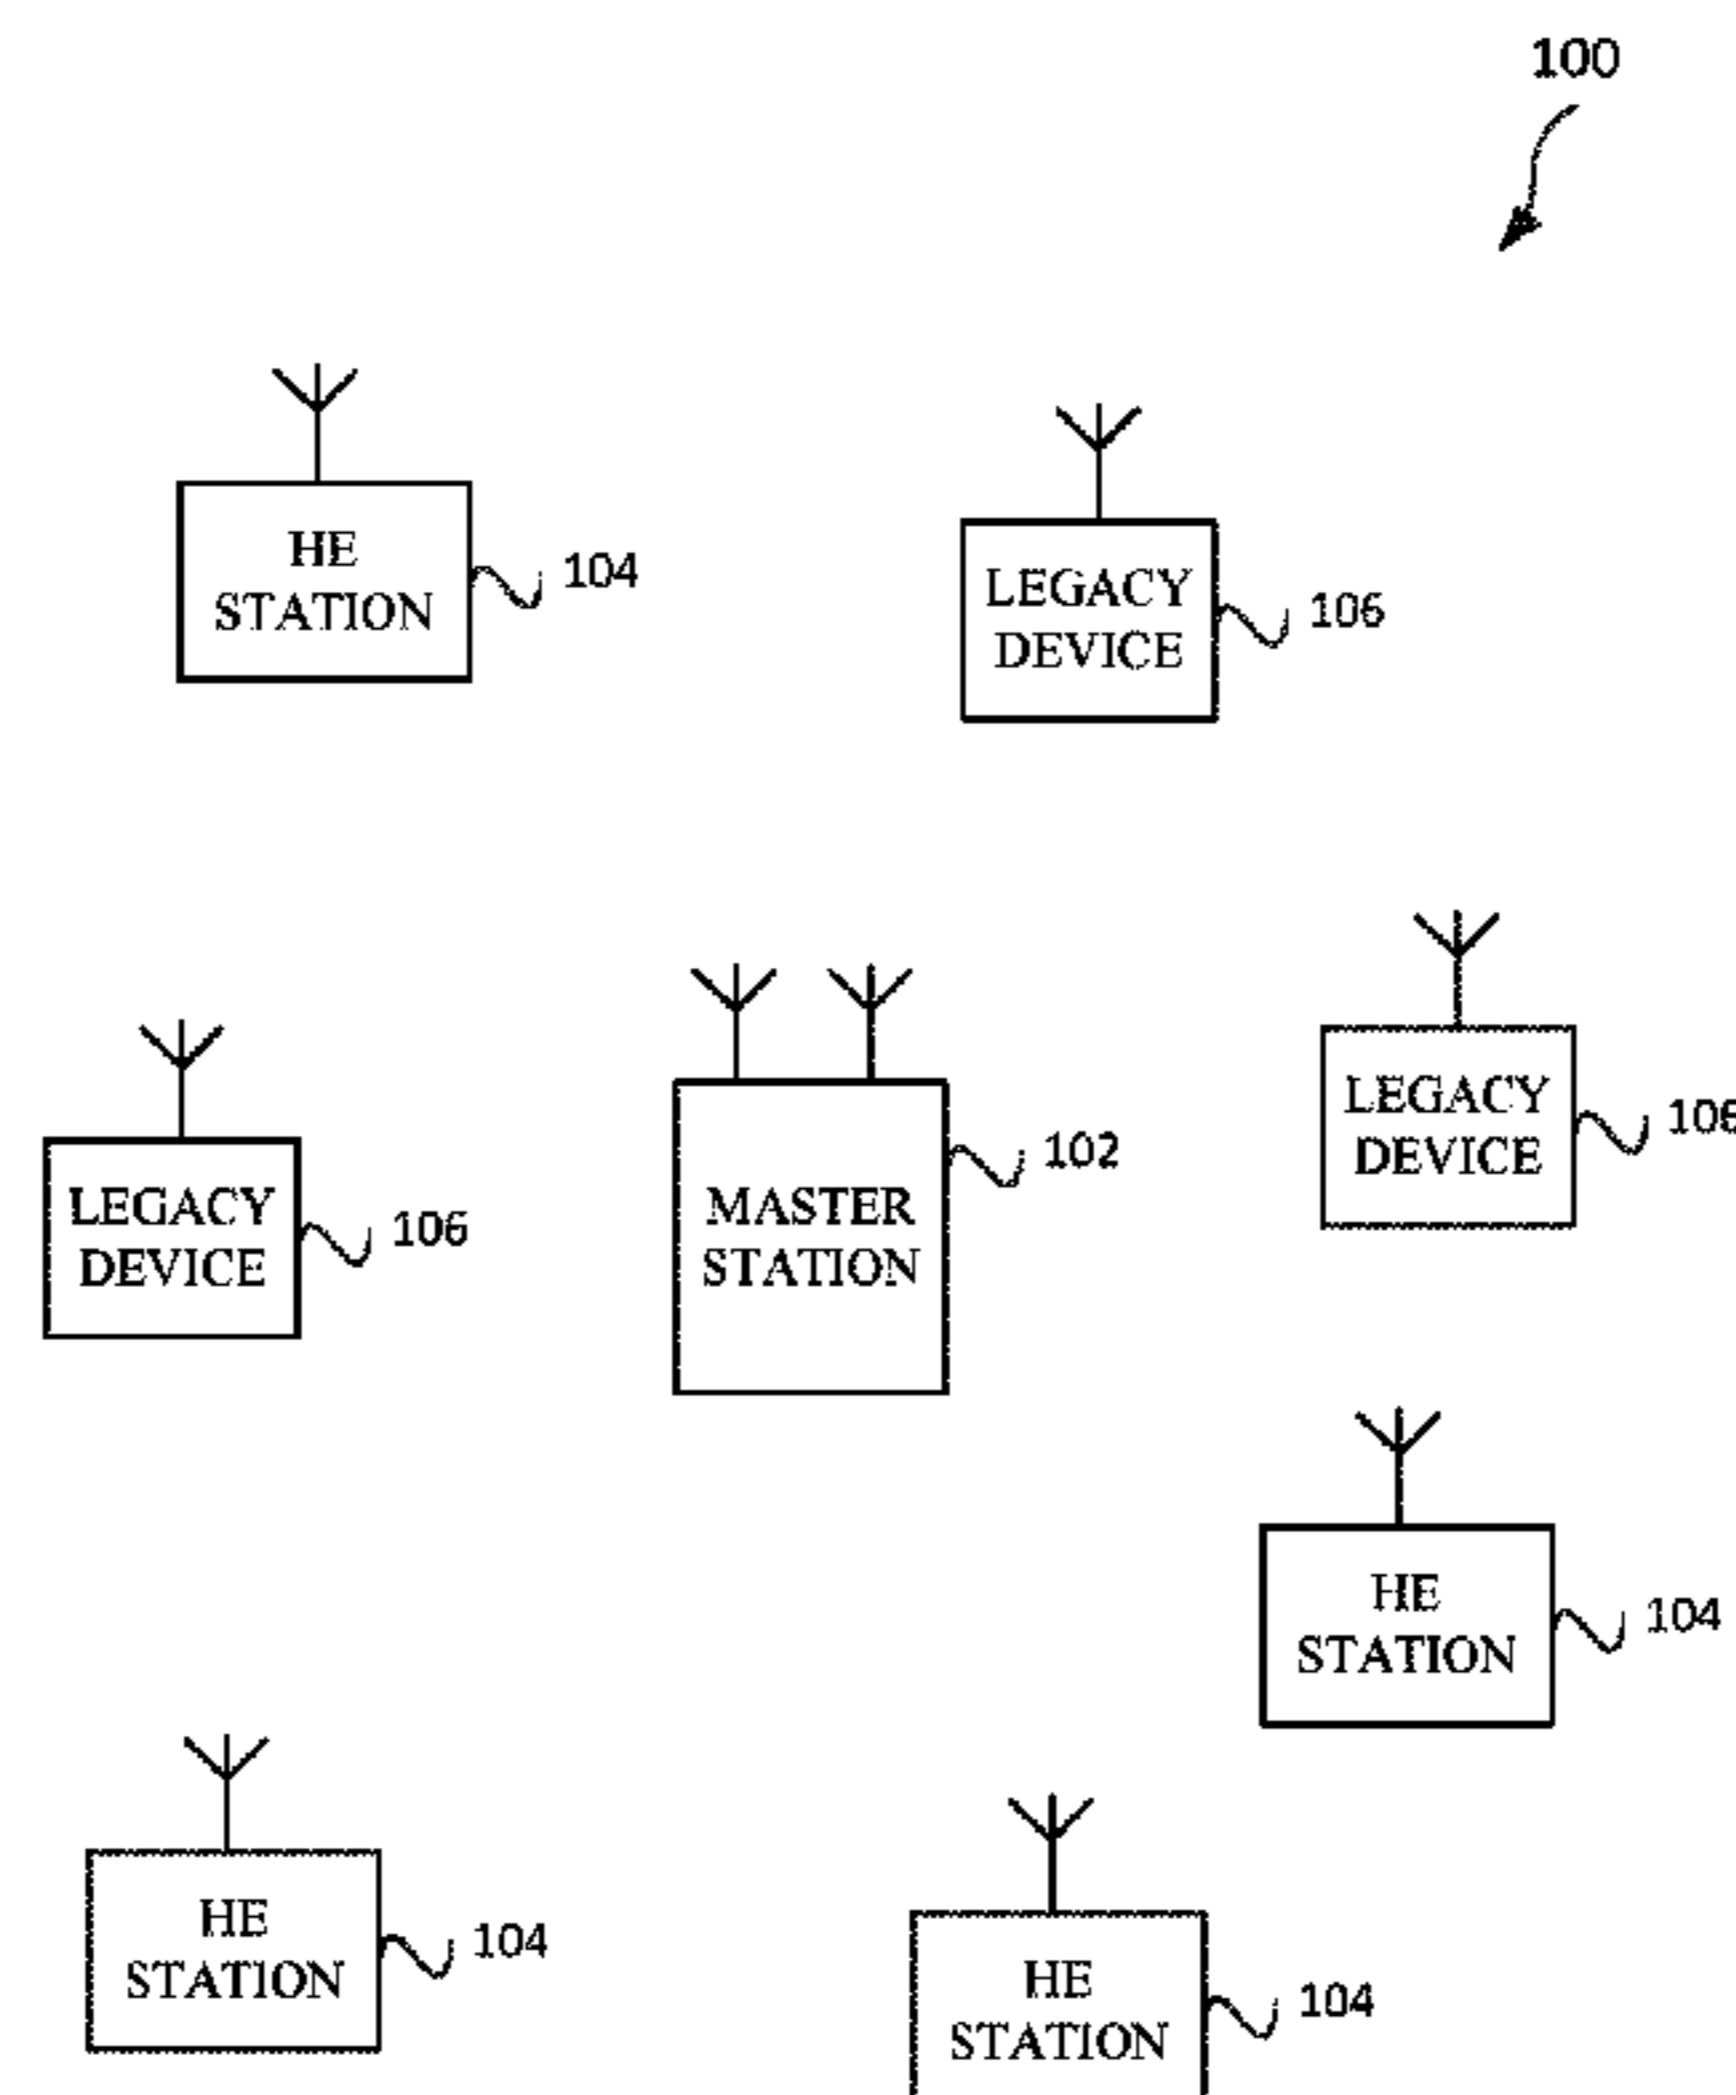 100
HE
STATION
104
LEGACY
DEVICE
106
LEGACY
DEVICE
106
MASTER
STATION
102
LEGACY
DEVICE
HE
STATION
104
HE
STATION
104
HE
STATION
104